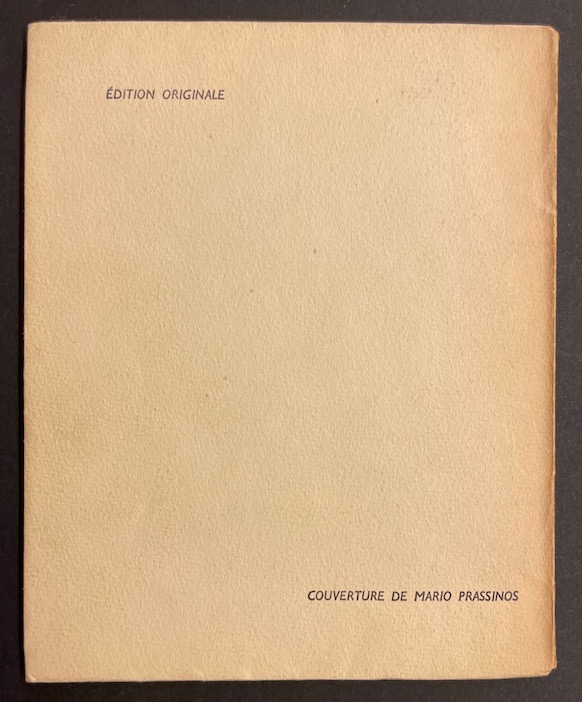 ÉDITION ORIGINALE
COUVERTURE DE MARIO PRASSINOS